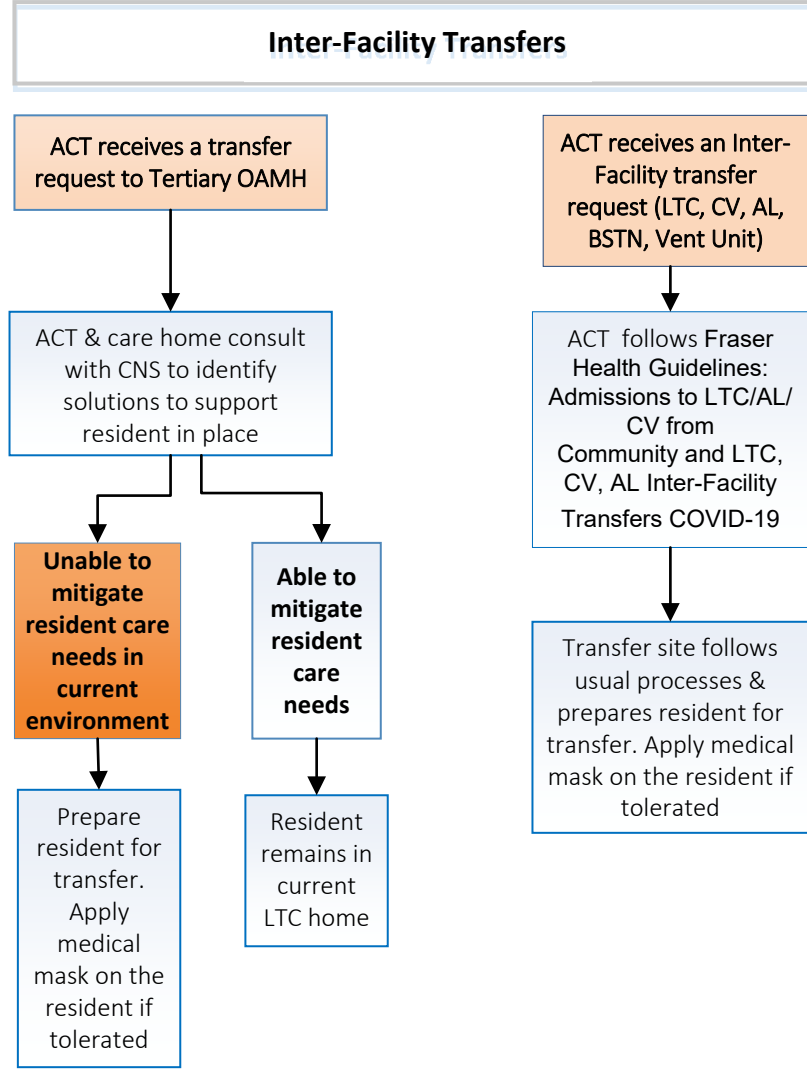 Inter-Facility Transfers
ACT receives a transfer
request to Tertiary OAMH
ACT & care home consult
with CNS to identify
solutions to support
resident in place
Unable to
mitigate
resident care
needs in
current
environment
Able to
mitigate
resident
care
needs
Prepare
resident for
transfer.
Apply
medical
mask on the
resident if
tolerated
Resident
remains in
current
LTC home
ACT receives an Inter-
Facility transfer
request (LTC, CV, AL,
BSTN, Vent Unit)
ACT follows Fraser
Health Guidelines:
Admissions to LTC/AL/
CV from
Community and LTC,
CV, AL Inter-Facility
Transfers COVID-19
Transfer site follows
usual processes &
prepares resident for
transfer. Apply medical
mask on the resident if
tolerated